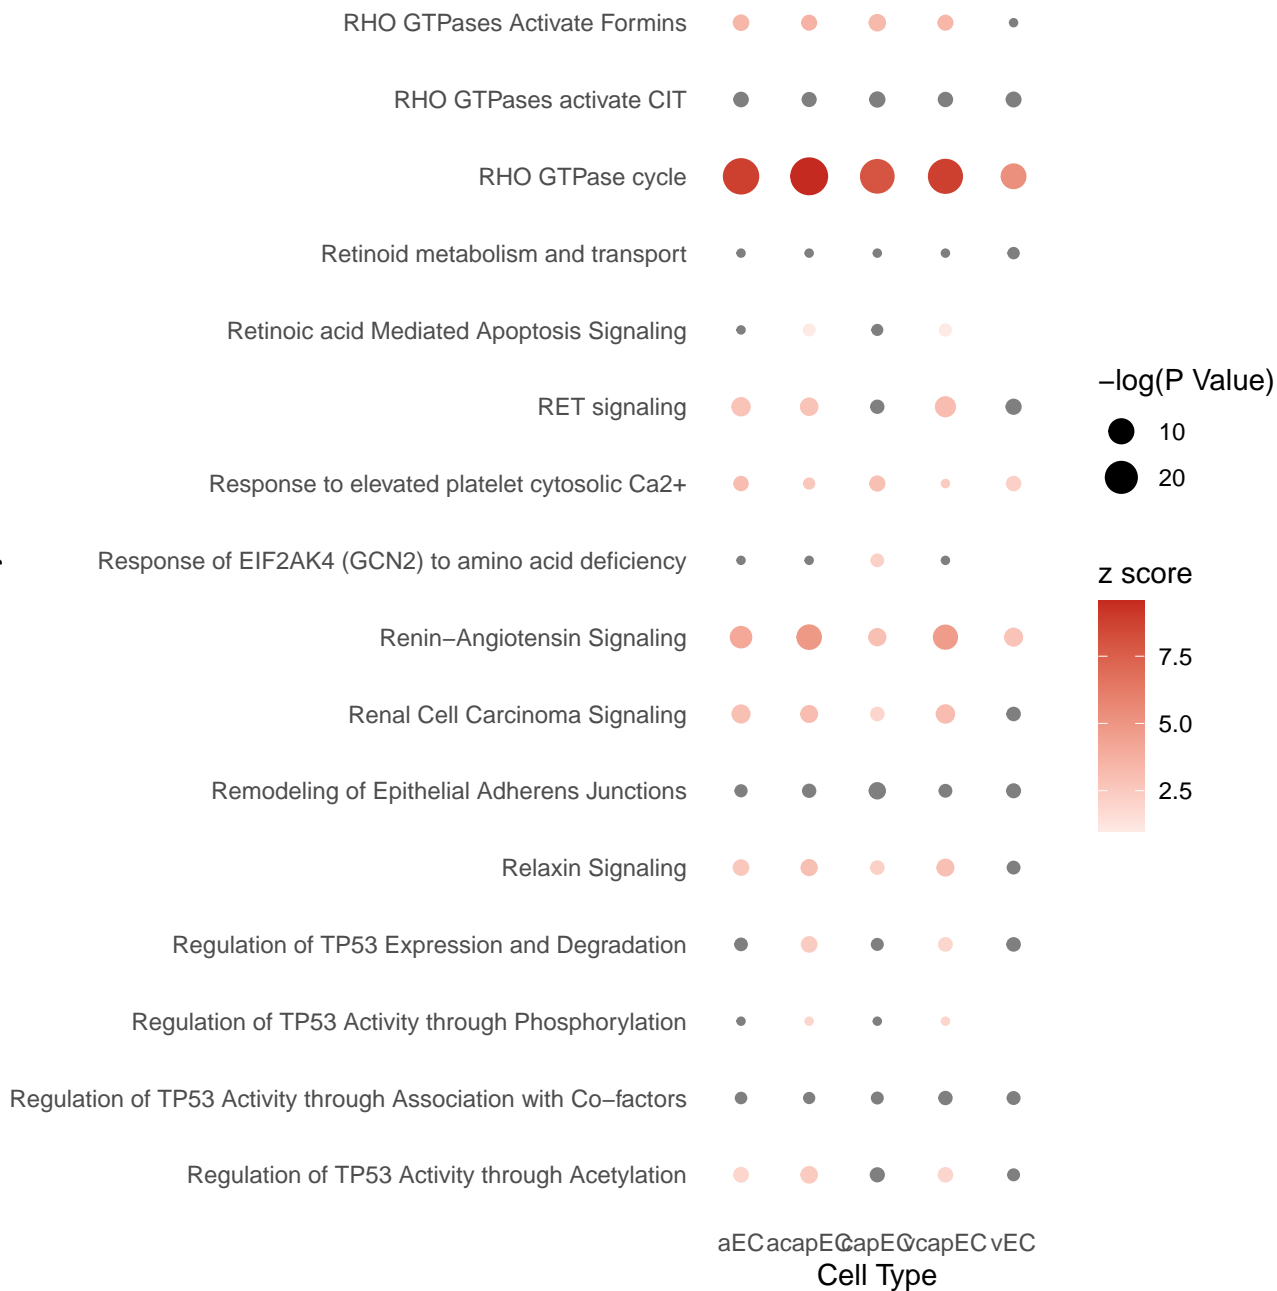 RHO GTPases Activate Formins
RHO GTPases activate CIT
RHO GTPase cycle
Retinoid metabolism and transport
Retinoic acid Mediated Apoptosis Signaling
RET signaling
Response to elevated platelet cytosolic Ca2+
Response of EIF2AK4 (GCN2) to amino acid deficiency
Renin−Angiotensin Signaling
Renal Cell Carcinoma Signaling
Remodeling of Epithelial Adherens Junctions
Relaxin Signaling
Regulation of TP53 Expression and Degradation
Regulation of TP53 Activity through Phosphorylation
Regulation of TP53 Activity through Association with Co−factors
Regulation of TP53 Activity through Acetylation
aEC acapEC capEC vcapEC vEC
Cell Type
−log(P Value)
10
20
z score
7.5
5.0
2.5